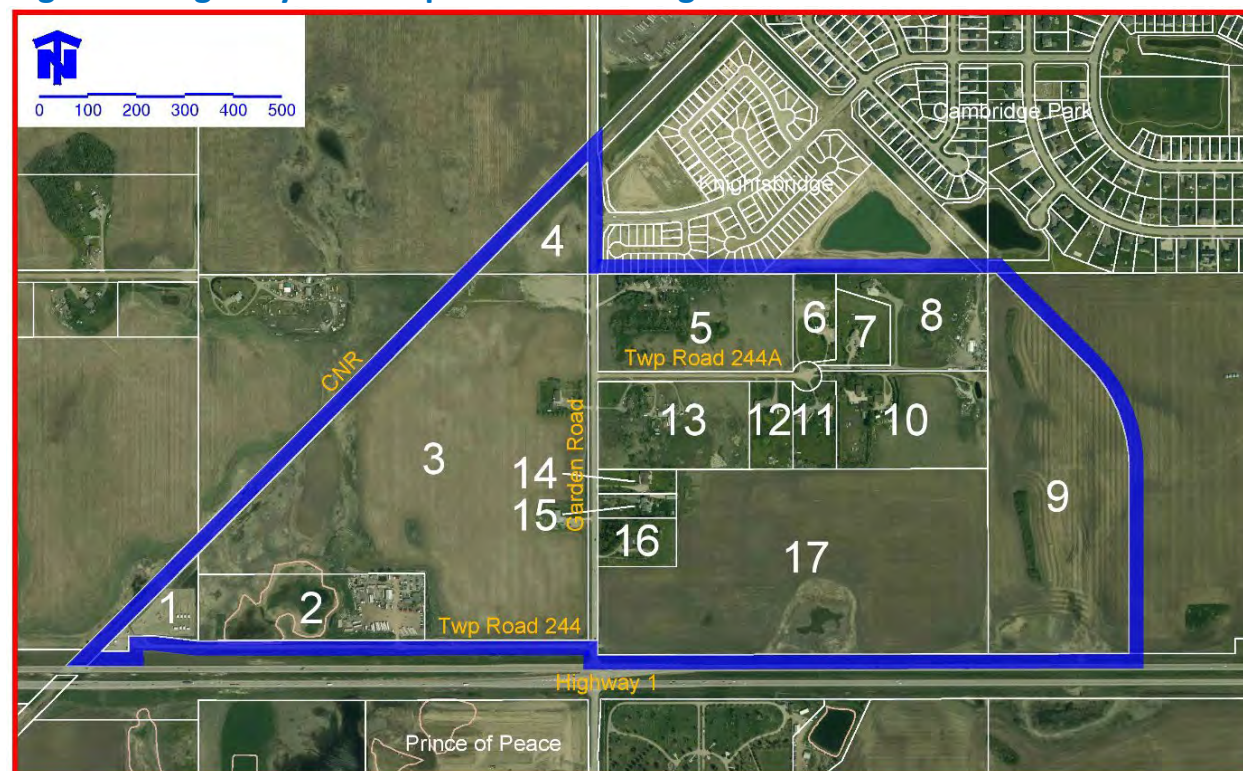 N
0 100 200 300 400 500
Cambridge Park
Knightsbridge
4
5
6
7
8
Twp Road 244A
CNR
3
Garden Road
13
12
11
10
9
14
15
16
17
1
2
Twp Road 244
Highway 1
Prince of Peace